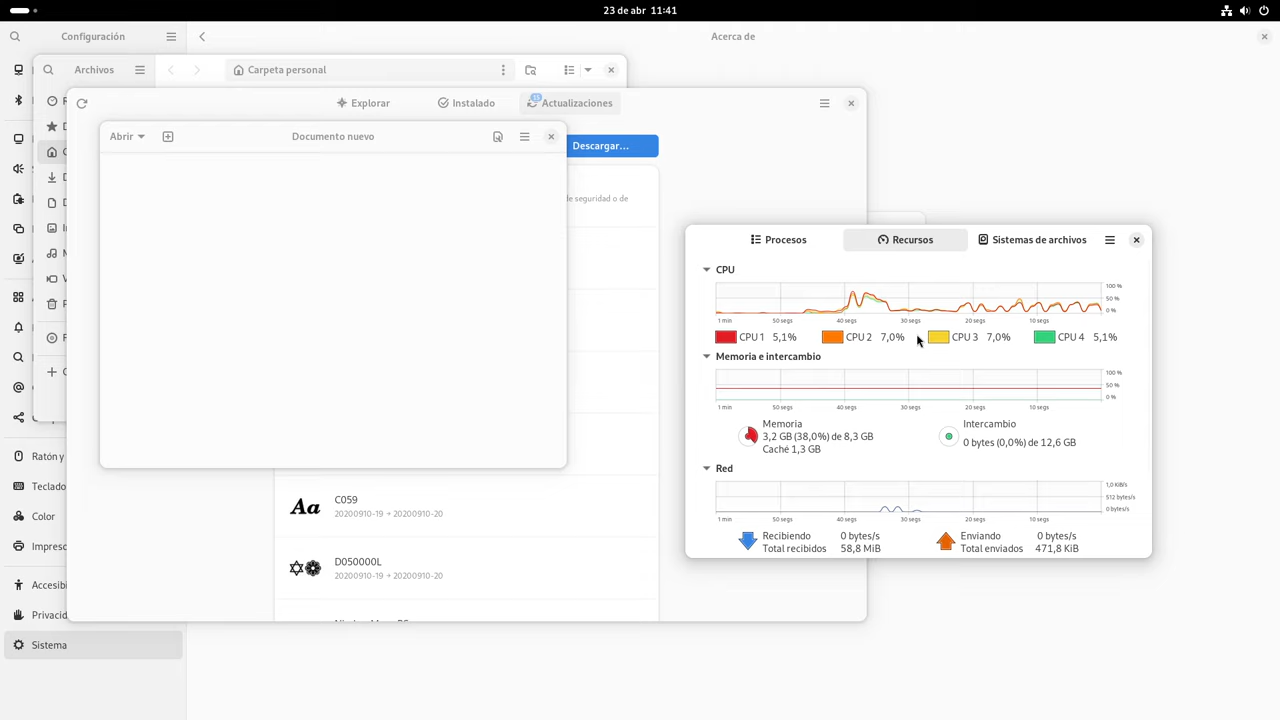 23 de abr 11:41
Configuración
Acerca de
Archivos
Carpeta personal
Explorar
Instalado
15
Actualizaciones
Abrir
Documento nuevo
Descargar…
de seguridad o de
C059
20200910-19 → 20200910-20
D050000L
20200910-19 → 20200910-20
Ratón y
Teclado
Color
Impreso
Accesibi
Privacid
Sistema
Procesos
Recursos
Sistemas de archivos
CPU
100 %
50 %
0 %
1 min 50 segs 40 segs 30 segs 20 segs 10 segs
CPU 1 5,1% CPU 2 7,0% CPU 3 7,0% CPU 4 5,1%
Memoria e intercambio
100 %
50 %
0 %
1 min 50 segs 40 segs 30 segs 20 segs 10 segs
Memoria
3,2 GB (38,0%) de 8,3 GB
Caché 1,3 GB
Intercambio
0 bytes (0,0%) de 12,6 GB
Red
1,0 KiB/s
512 bytes/s
0 bytes/s
1 min 50 segs 40 segs 30 segs 20 segs 10 segs
Recibiendo 0 bytes/s
Total recibidos 58,8 MiB
Enviando 0 bytes/s
Total enviados 471,8 KiB